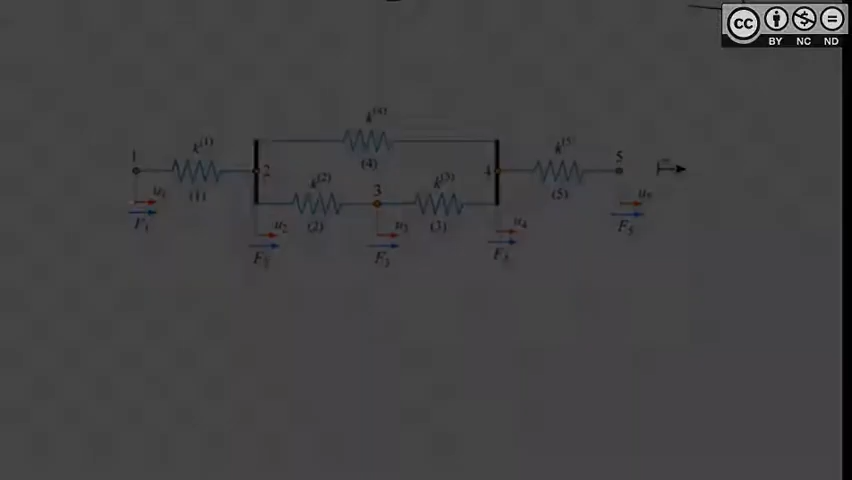 CC BY NC ND
k(4)
k(1)
k(5)
1
2
(4)
4
5
k(2)
3
k(3)
(1)
(5)
u1
(2)
(3)
F1
u2
u3
u4
F5
F3